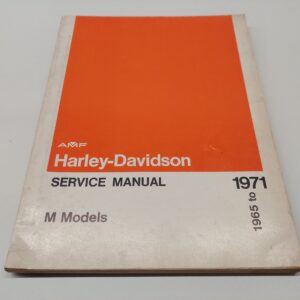 AMF
Harley-Davidson
SERVICE MANUAL
1965 to 1971
M Models